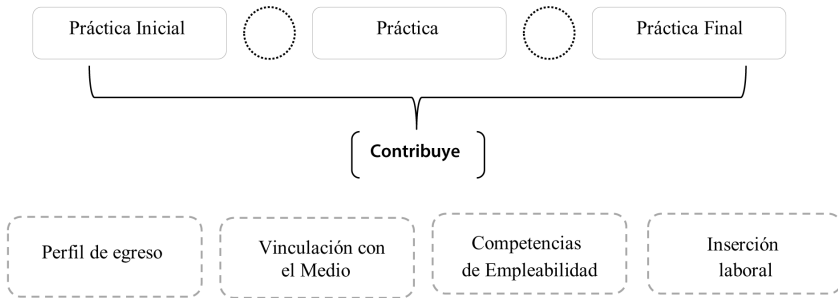 Práctica Inicial
Práctica
Práctica Final
Contribuye
Perfil de egreso
Vinculación con
el Medio
Competencias
de Empleabilidad
Inserción
laboral